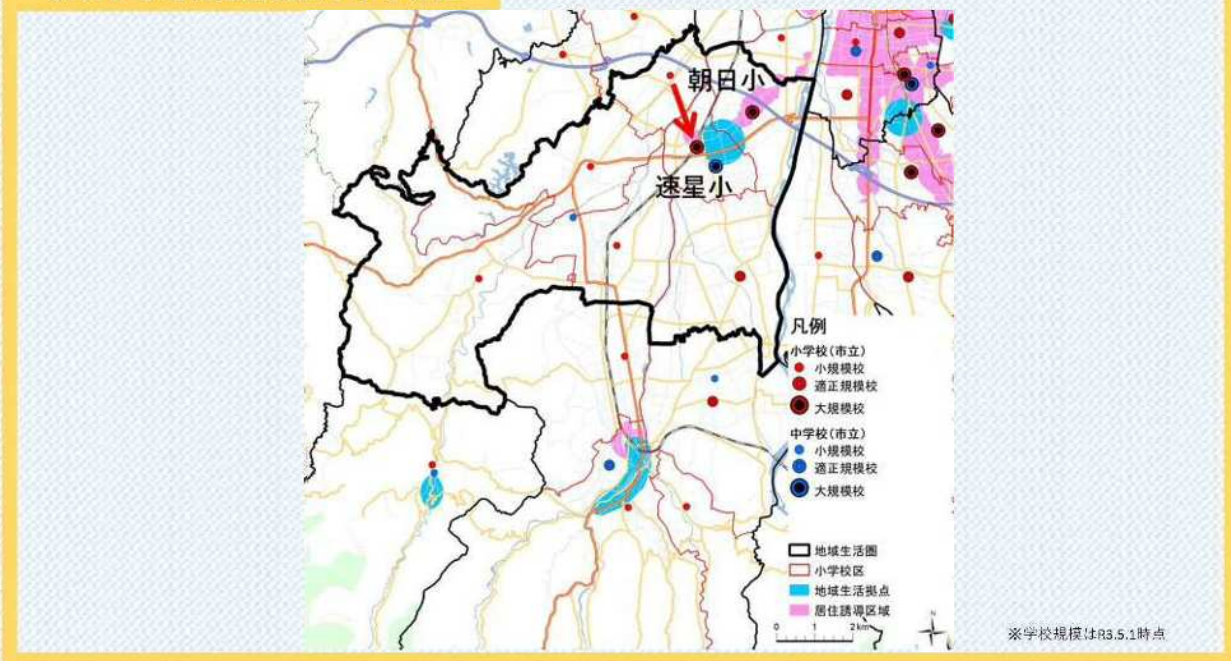 朝日小
速星小
凡例
小学校(市立)
小規模校
適正規模校
大規模校
中学校(市立)
小規模校
適正規模校
大規模校
地域生活圏
小学校区
地域生活拠点
居住誘導区域
0 1 2km
N
※学校規模はR3.5.1時点